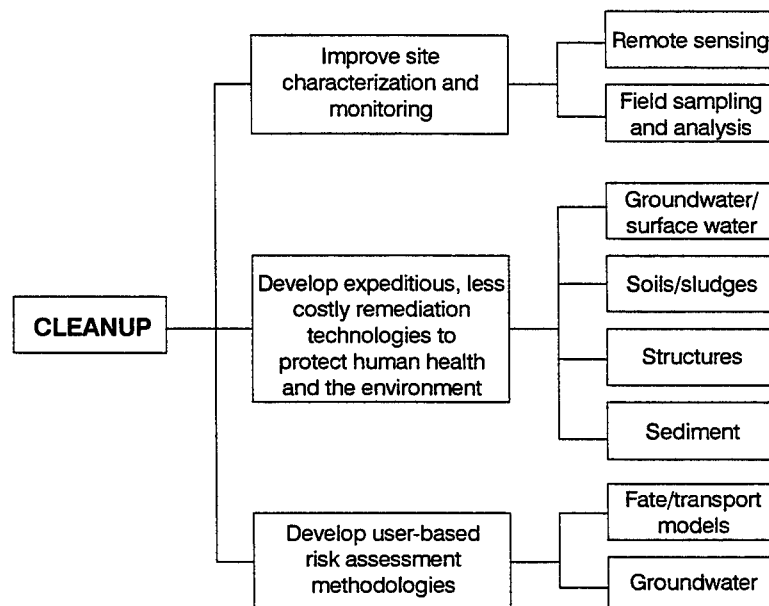 CLEANUP
Improve site
characterization and
monitoring
Remote sensing
Field sampling
and analysis
Develop expeditious, less
costly remediation
technologies to
protect human health
and the environment
Groundwater/
surface water
Soils/sludges
Structures
Sediment
Develop user-based
risk assessment
methodologies
Fate/transport
models
Groundwater